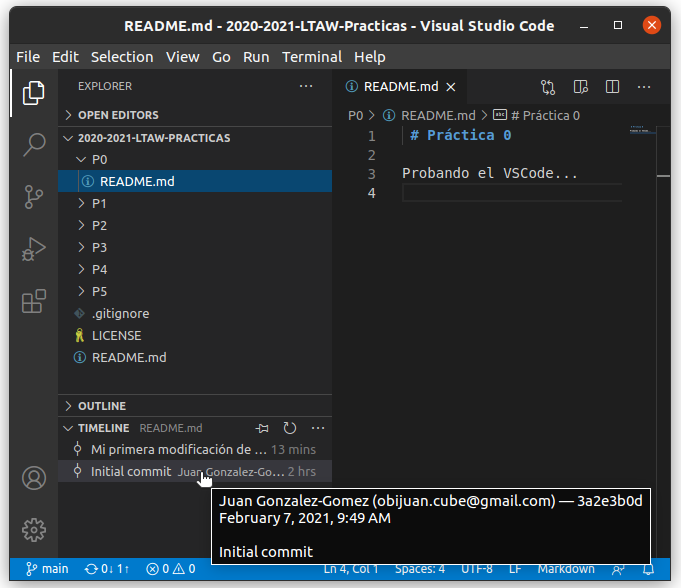 README.md - 2020-2021-LTAW-Practicas - Visual Studio Code
File Edit Selection View Go Run Terminal Help
EXPLORER
README.md
OPEN EDITORS
P0 > README.md > # Práctica 0
2020-2021-LTAW-PRACTICAS
1 # Práctica 0
P0
2
README.md
3 Probando el VSCode...
4
P1
P2
P3
P4
P5
.gitignore
LICENSE
README.md
OUTLINE
TIMELINE README.md
Mi primera modificación de ... 13 mins
Initial commit Juan Gonzalez-Go... 2 hrs
Juan Gonzalez-Gomez (obijuan.cube@gmail.com) — 3a2e3b0d
February 7, 2021, 9:49 AM
Initial commit
main 0↓ 1↑ 0 0 Ln 4, Col 1 Spaces: 4 UTF-8 LF Markdown